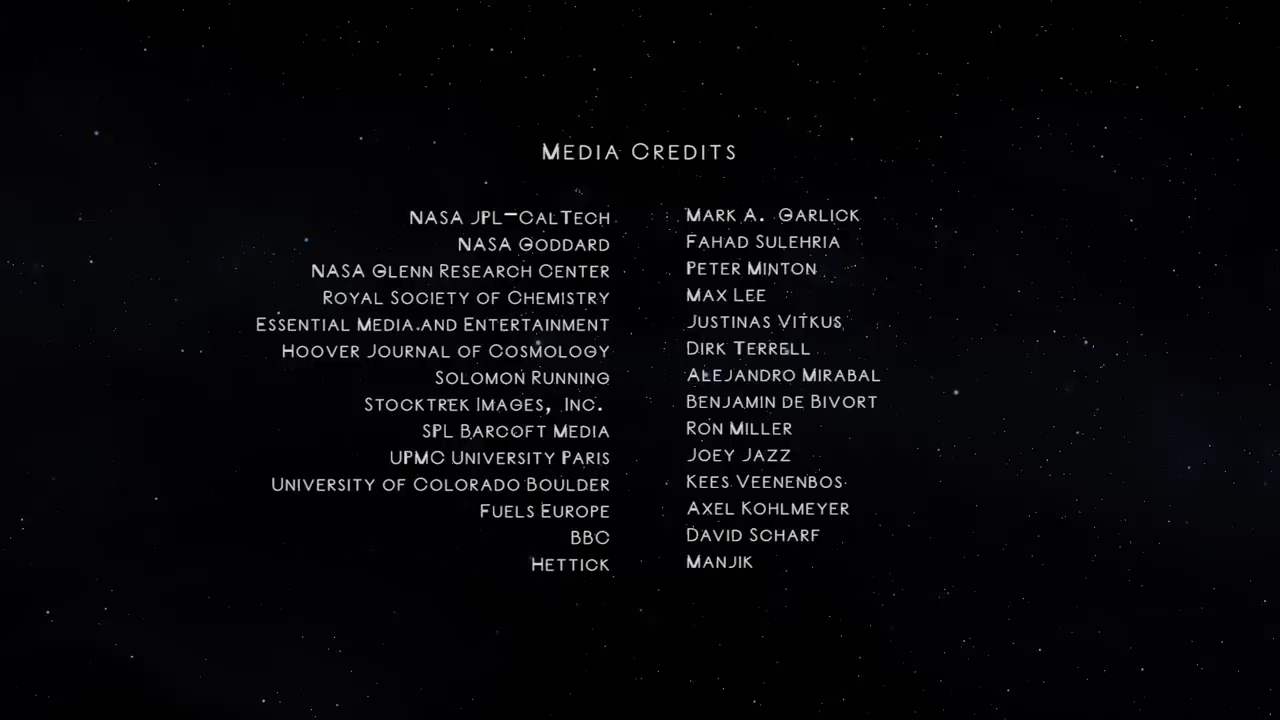 MEDIA CREDITS
NASA JPL-CALTECH
NASA GODDARD
NASA GLENN RESEARCH CENTER
ROYAL SOCIETY OF CHEMISTRY
ESSENTIAL MEDIA AND ENTERTAINMENT
HOOVER JOURNAL OF COSMOLOGY
SOLOMON RUNNING
STOCKTREK IMAGES, INC.
SPL BARCOFT MEDIA
UPMC UNIVERSITY PARIS
UNIVERSITY OF COLORADO BOULDER
FUELS EUROPE
BBC
HETTICK
MARK A. GARLICK
FAHAD SULEHRIA
PETER MINTON
MAX LEE
JUSTINAS VITKUS
DIRK TERRELL
ALEJANDRO MIRABAL
BENJAMIN DE BIVORT
RON MILLER
JOEY JAZZ
KEES VEENENBOS
AXEL KOHLMEYER
DAVID SCHARF
MANJIK